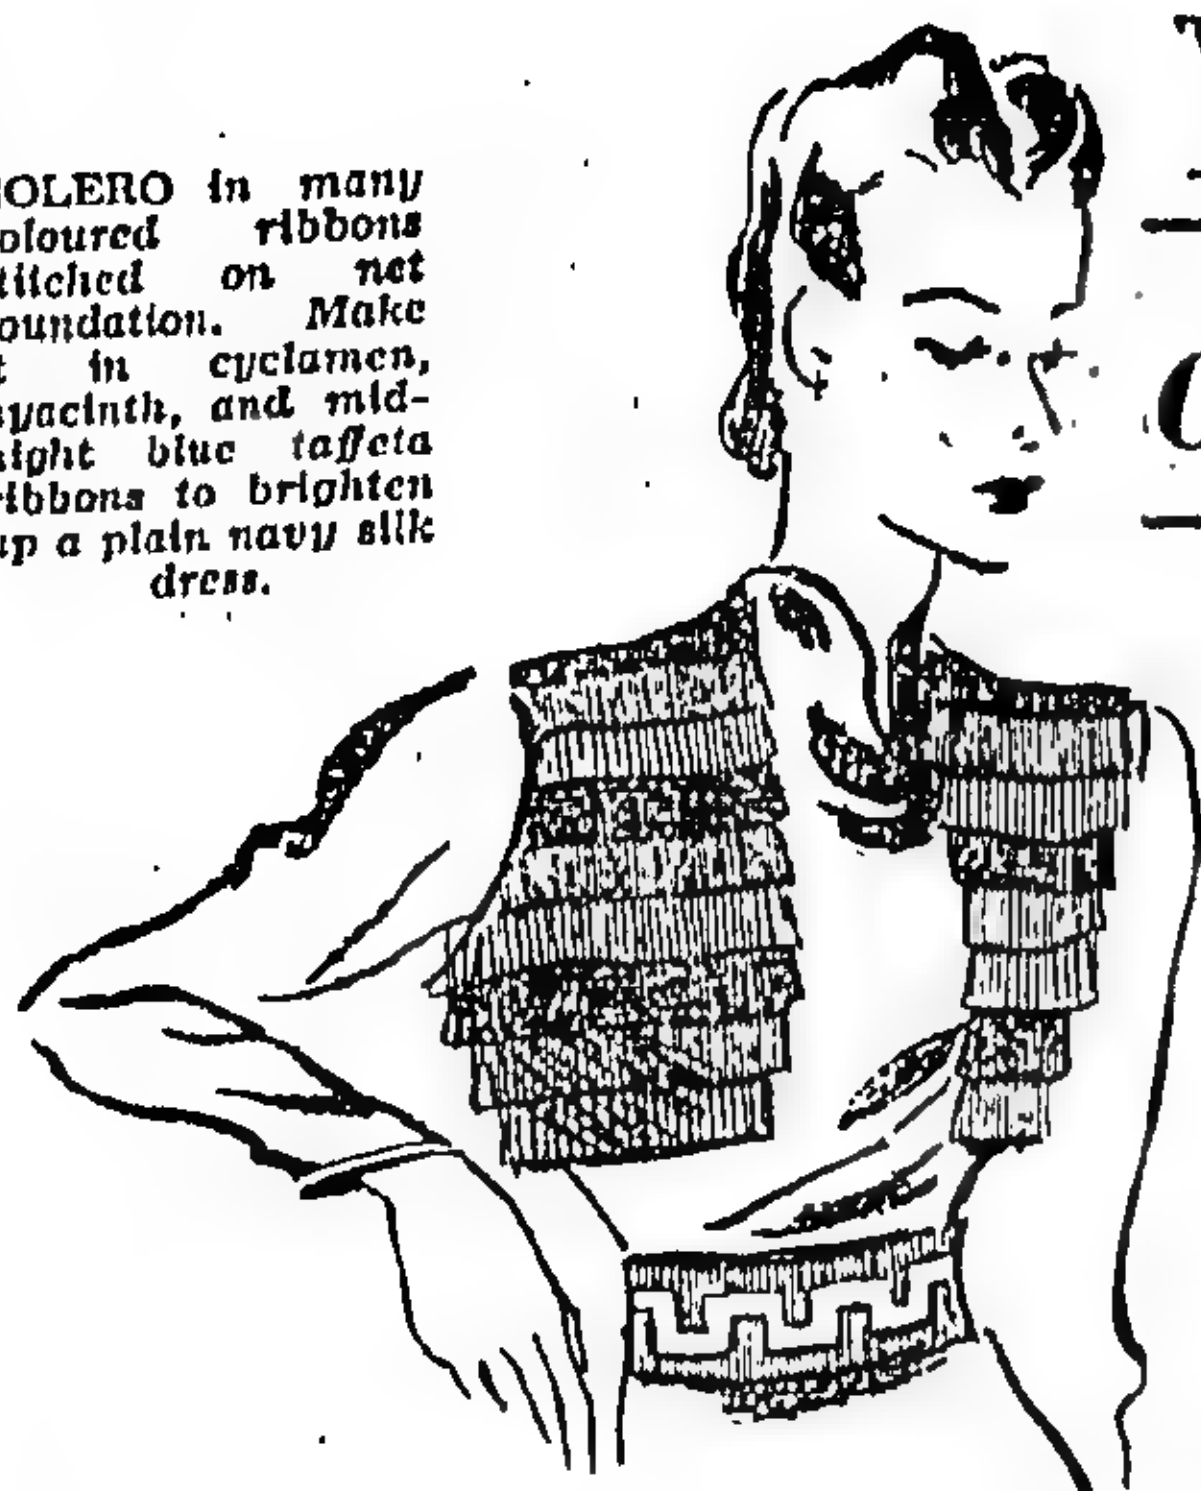 OLERO in many
oloured ribbons
titched on net
oundation. Make
t in cyclamen,
yacinth, and mid-
ight blue taffeta
ribbons to brighten
up a plain navy silk
dress.